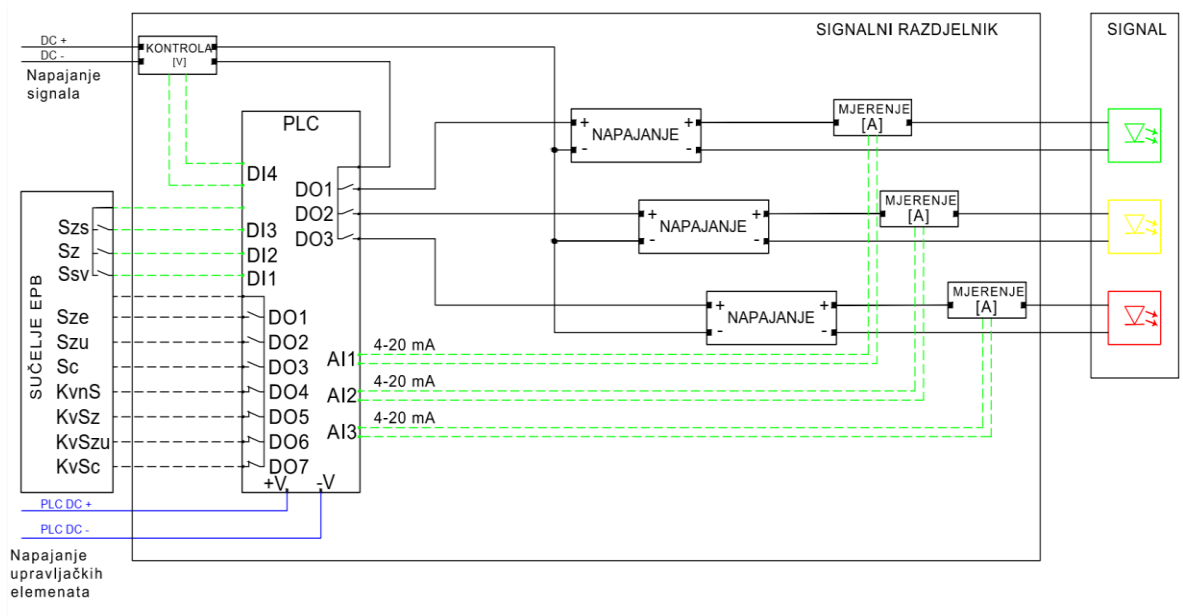 SIGNALNI RAZDJELNIK
SIGNAL
DC +
DC -
Napajanje
signala
KONTROLA
[V]
PLC
DI4
DI3
DI2
DI1
DO1
DO2
DO3
DO1
DO2
DO3
DO4
DO5
DO6
DO7
AI1
AI2
AI3
+V
-V
SUČELJE EPB
Szs
Sz
Ssv
Sze
Szu
Sc
KvnS
KvSz
KvSzu
KvSc
+
NAPAJANJE
+
-
-
MJERENJE
[A]
+
NAPAJANJE
+
-
-
MJERENJE
[A]
+
NAPAJANJE
+
-
-
MJERENJE
[A]
4-20 mA
4-20 mA
4-20 mA
PLC DC +
PLC DC -
Napajanje
upravljačkih
elemenata